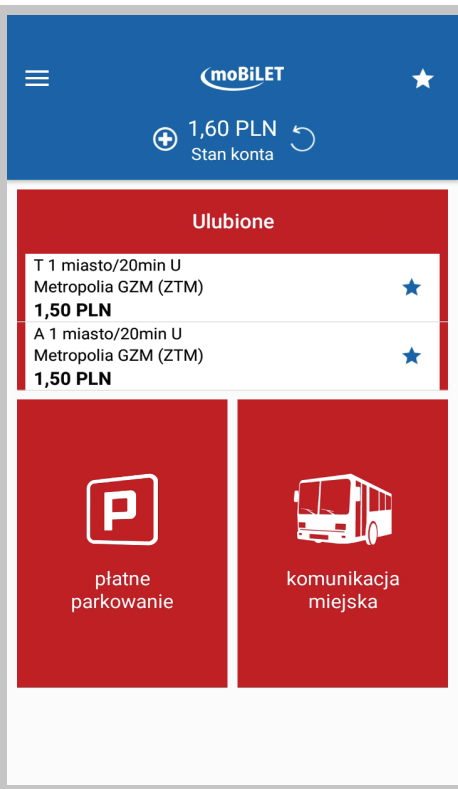 moBiLET
1,60 PLN
Stan konta
Ulubione
T 1 miasto/20min U
Metropolia GZM (ZTM)
1,50 PLN
A 1 miasto/20min U
Metropolia GZM (ZTM)
1,50 PLN
P
płatne
parkowanie
komunikacja
miejska